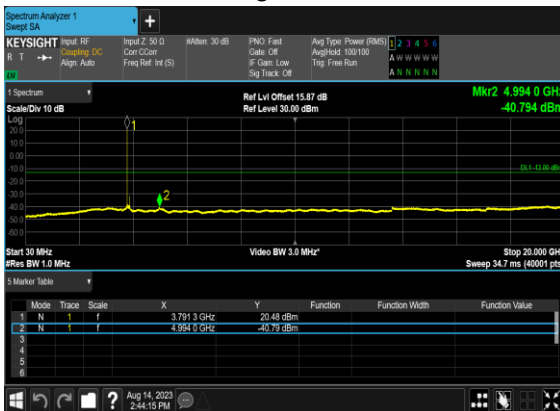 Spectrum Analyzer 1
Swept SA
KEYSIGHT Input: RF Input Z: 50 Ω #Atten: 30 dB PNO: Fast Avg Type: Power (RMS) 1 2 3 4 5 6
R T Coupling: DC Corr CCorr Gate: Off Avg|Hold: 100/100 A W W W W W
Align: Auto Freq Ref: Int (S) IF Gain: Low Trig: Free Run
LV Sig Track: Off A N N N N N
1 Spectrum Ref Lvl Offset 15.87 dB Mkr2 4.994 0 GHz
Scale/Div 10 dB Ref Level 30.00 dBm -40.794 dBm
Log
20.0 1
10.0
0.00
-10.0 DL1 -13.00 dBm
-20.0
-30.0 2
-40.0
-50.0
-60.0
Start 30 MHz Video BW 3.0 MHz* Stop 20.000 GHz
#Res BW 1.0 MHz Sweep 34.7 ms (40001 pts)
5 Marker Table
Mode Trace Scale X Y Function Function Width Function Value
1 N 1 f 3.791 3 GHz 20.48 dBm
2 N 1 f 4.994 0 GHz -40.79 dBm
3
4
5
6
? Aug 14, 2023
2:44:15 PM